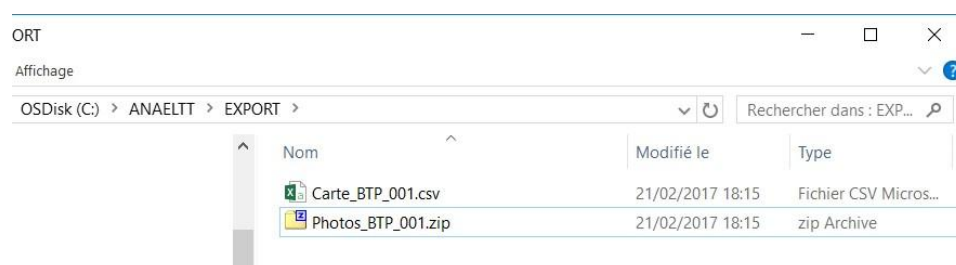 ORT
Affichage
OSDisk (C:) > ANAELTT > EXPORT >
Rechercher dans : EXP...
Nom Modifié le Type
Carte_BTP_001.csv 21/02/2017 18:15 Fichier CSV Micros...
Photos_BTP_001.zip 21/02/2017 18:15 zip Archive